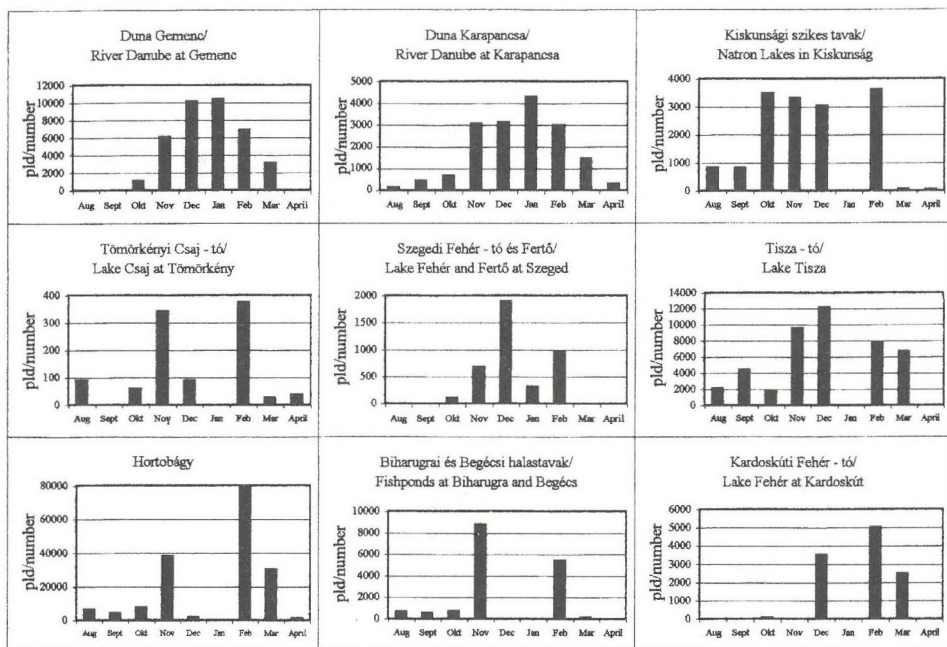 Duna Gemenc/
River Danube at Gemenc
pld/number
12000
10000
8000
6000
4000
2000
0
Aug Sept Okt Nov Dec Jan Feb Mar April
Duna Karapancsa/
River Danube at Karapancsa
pld/number
5000
4000
3000
2000
1000
0
Aug Sept Okt Nov Dec Jan Feb Mar April
Kiskunsági szikes tavak/
Natron Lakes in Kiskunság
pld/number
4000
3000
2000
1000
0
Aug Sept Okt Nov Dec Jan Feb Mar April
Tömörkényi Csaj - tó/
Lake Csaj at Tömörkény
pld/number
400
300
200
100
0
Aug Sept Okt Nov Dec Jan Feb Mar April
Szegedi Fehér - tó és Fertő/
Lake Fehér and Fertő at Szeged
pld/number
2000
1500
1000
500
0
Aug Sept Okt Nov Dec Jan Feb Mar April
Tisza - tó/
Lake Tisza
pld/number
14000
12000
10000
8000
6000
4000
2000
0
Aug Sept Okt Nov Dec Jan Feb Mar April
Hortobágy
pld/number
80000
60000
40000
20000
0
Aug Sept Okt Nov Dec Jan Feb Mar April
Biharugrai és Begécsi halastavak/
Fishponds at Biharugra and Begécs
pld/number
10000
8000
6000
4000
2000
0
Aug Sept Okt Nov Dec Jan Feb Mar April
Kardoskúti Fehér - tó/
Lake Fehér at Kardoskút
pld/number
6000
5000
4000
3000
2000
1000
0
Aug Sept Okt Nov Dec Jan Feb Mar April